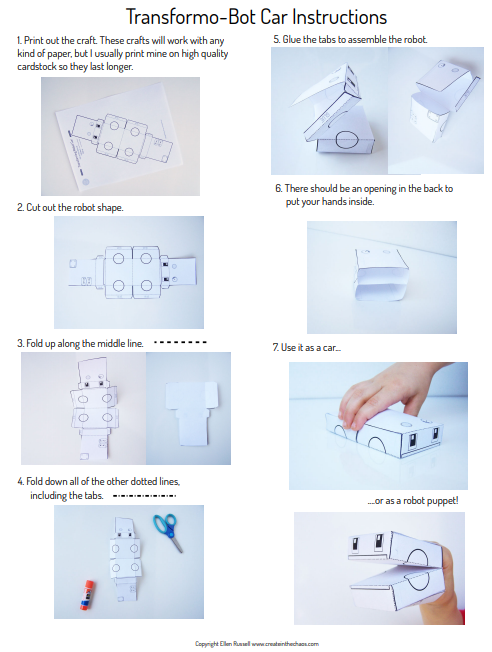 Transformo-Bot Car Instructions
1. Print out the craft. These crafts will work with any
kind of paper, but I usually print mine on high quality
cardstock so they last longer.
2. Cut out the robot shape.
3. Fold up along the middle line.
4. Fold down all of the other dotted lines,
including the tabs.
5. Glue the tabs to assemble the robot.
6. There should be an opening in the back to
put your hands inside.
7. Use it as a car...
....or as a robot puppet!
Copyright Ellen Russell www.createinthechaos.com